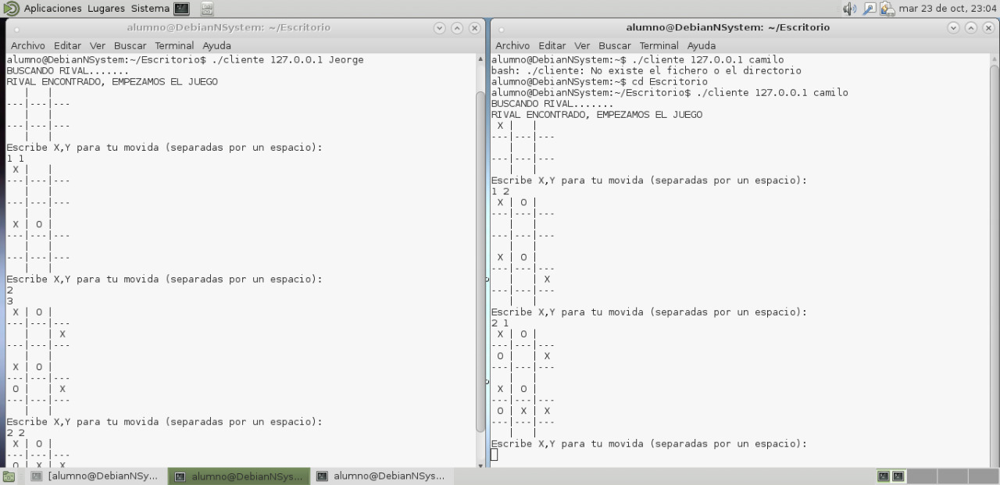 Aplicaciones Lugares Sistema mar 23 de oct, 23:04
alumno@DebianNSystem: ~/Escritorio
Archivo Editar Ver Buscar Terminal Ayuda
alumno@DebianNSystem:~/Escritorio$ ./cliente 127.0.0.1 Jeorge
BUSCANDO RIVAL.......
RIVAL ENCONTRADO, EMPEZAMOS EL JUEGO
   |   |
---|---|---
   |   |
---|---|---
   |   |
Escribe X,Y para tu movida (separadas por un espacio):
1 1
 X |   |
---|---|---
   |   |
---|---|---
   |   |
 X | O |
---|---|---
   |   |
---|---|---
   |   |
Escribe X,Y para tu movida (separadas por un espacio):
2
3
 X | O |
---|---|---
   |   | X
---|---|---
   |   |
 X | O |
---|---|---
 O |   | X
---|---|---
   |   |
Escribe X,Y para tu movida (separadas por un espacio):
2 2
 X | O |
---|---|---
 O | X | X
alumno@DebianNSystem: ~/Escritorio
Archivo Editar Ver Buscar Terminal Ayuda
alumno@DebianNSystem:~$ ./cliente 127.0.0.1 camilo
bash: ./cliente: No existe el fichero o el directorio
alumno@DebianNSystem:~$ cd Escritorio
alumno@DebianNSystem:~/Escritorio$ ./cliente 127.0.0.1 camilo
BUSCANDO RIVAL.......
RIVAL ENCONTRADO, EMPEZAMOS EL JUEGO
 X |   |
---|---|---
   |   |
---|---|---
   |   |
Escribe X,Y para tu movida (separadas por un espacio):
1 2
 X | O |
---|---|---
   |   |
---|---|---
   |   |
 X | O |
---|---|---
   |   | X
---|---|---
   |   |
Escribe X,Y para tu movida (separadas por un espacio):
2 1
 X | O |
---|---|---
 O |   | X
---|---|---
   |   |
 X | O |
---|---|---
 O | X | X
---|---|---
   |   |
Escribe X,Y para tu movida (separadas por un espacio):
[alumno@DebianNSy... alumno@DebianNSys... alumno@DebianNSys...